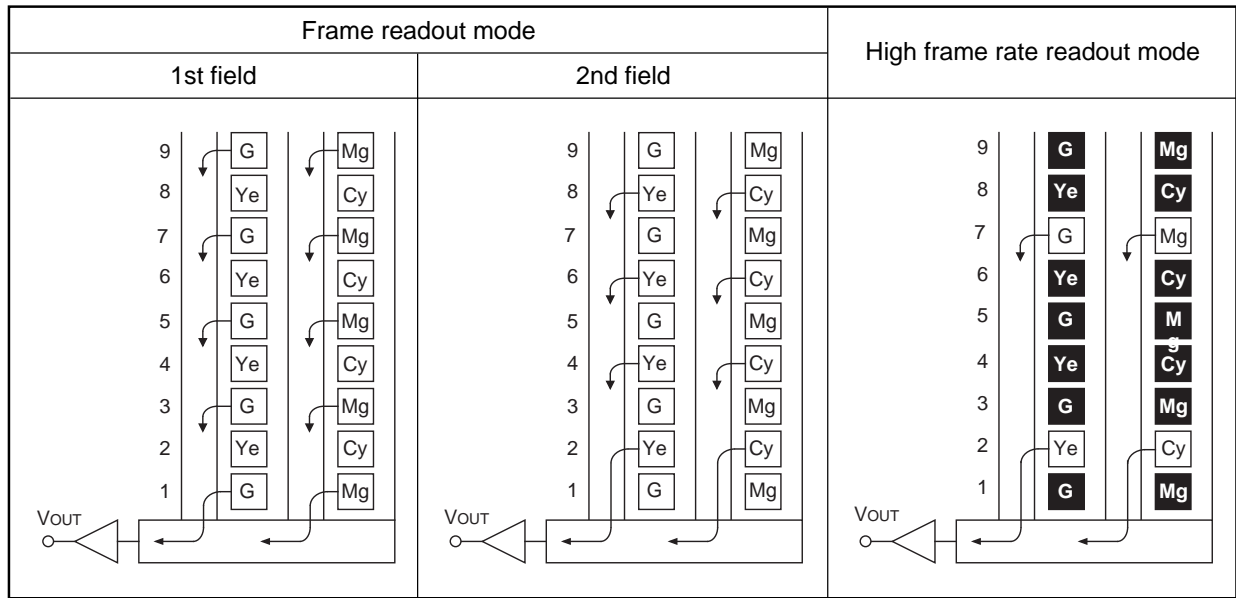 Frame readout mode
High frame rate readout mode
1st field
2nd field
9 G Mg
8 Ye Cy
7 G Mg
6 Ye Cy
5 G Mg
4 Ye Cy
3 G Mg
2 Ye Cy
1 G Mg
VOUT
9 G Mg
8 Ye Cy
7 G Mg
6 Ye Cy
5 G Mg
4 Ye Cy
3 G Mg
2 Ye Cy
1 G Mg
VOUT
9 G Mg
8 Ye Cy
7 G Mg
6 Ye Cy
5 G M
g
4 Ye Cy
3 G Mg
2 Ye Cy
1 G Mg
VOUT